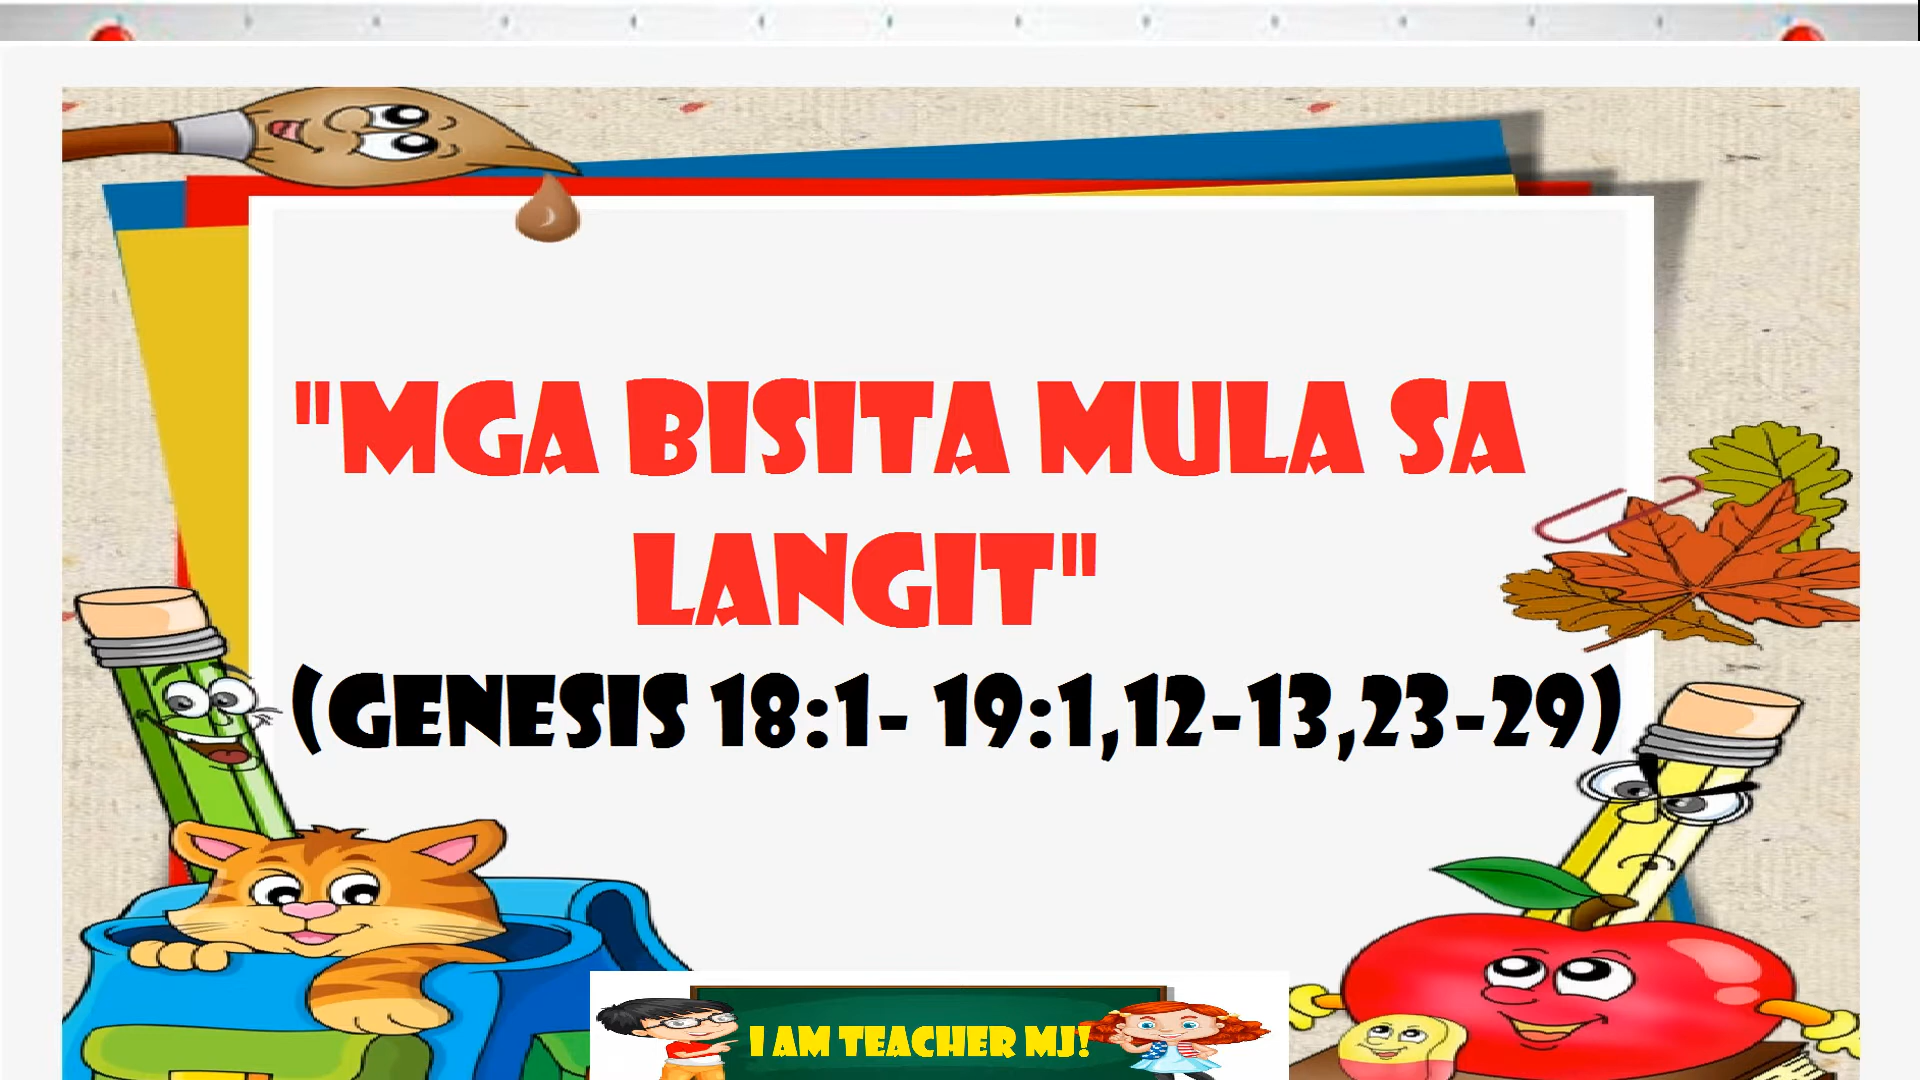 "MGA BISITA MULA SA
LANGIT"
(GENESIS 18:1- 19:1,12-13,23-29)
I AM TEACHER MJ!